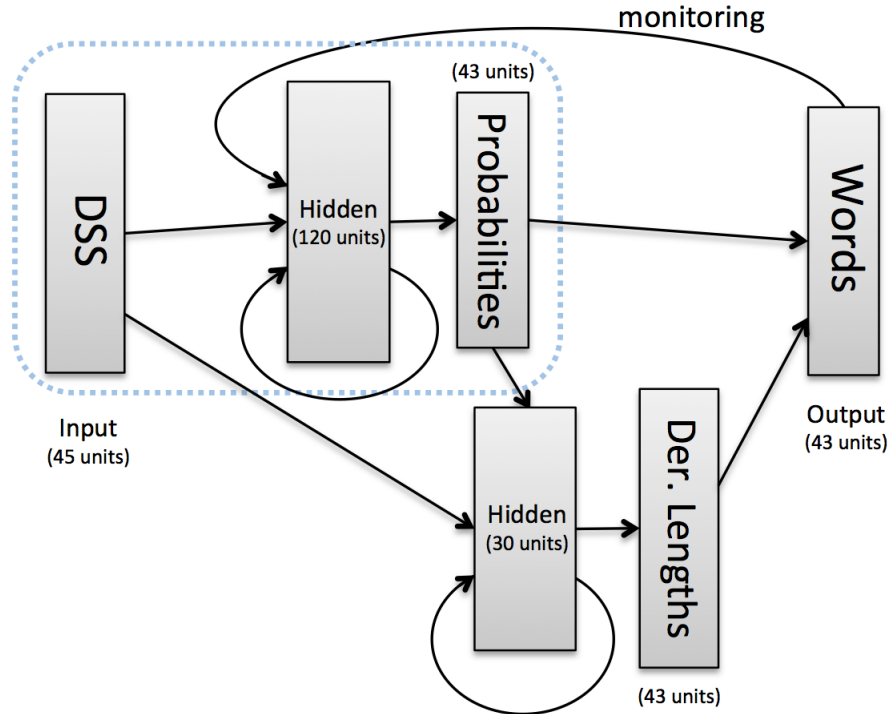 monitoring
DSS
Input
(45 units)
Hidden
(120 units)
(43 units)
Probabilities
Words
Output
(43 units)
Hidden
(30 units)
Der. Lengths
(43 units)